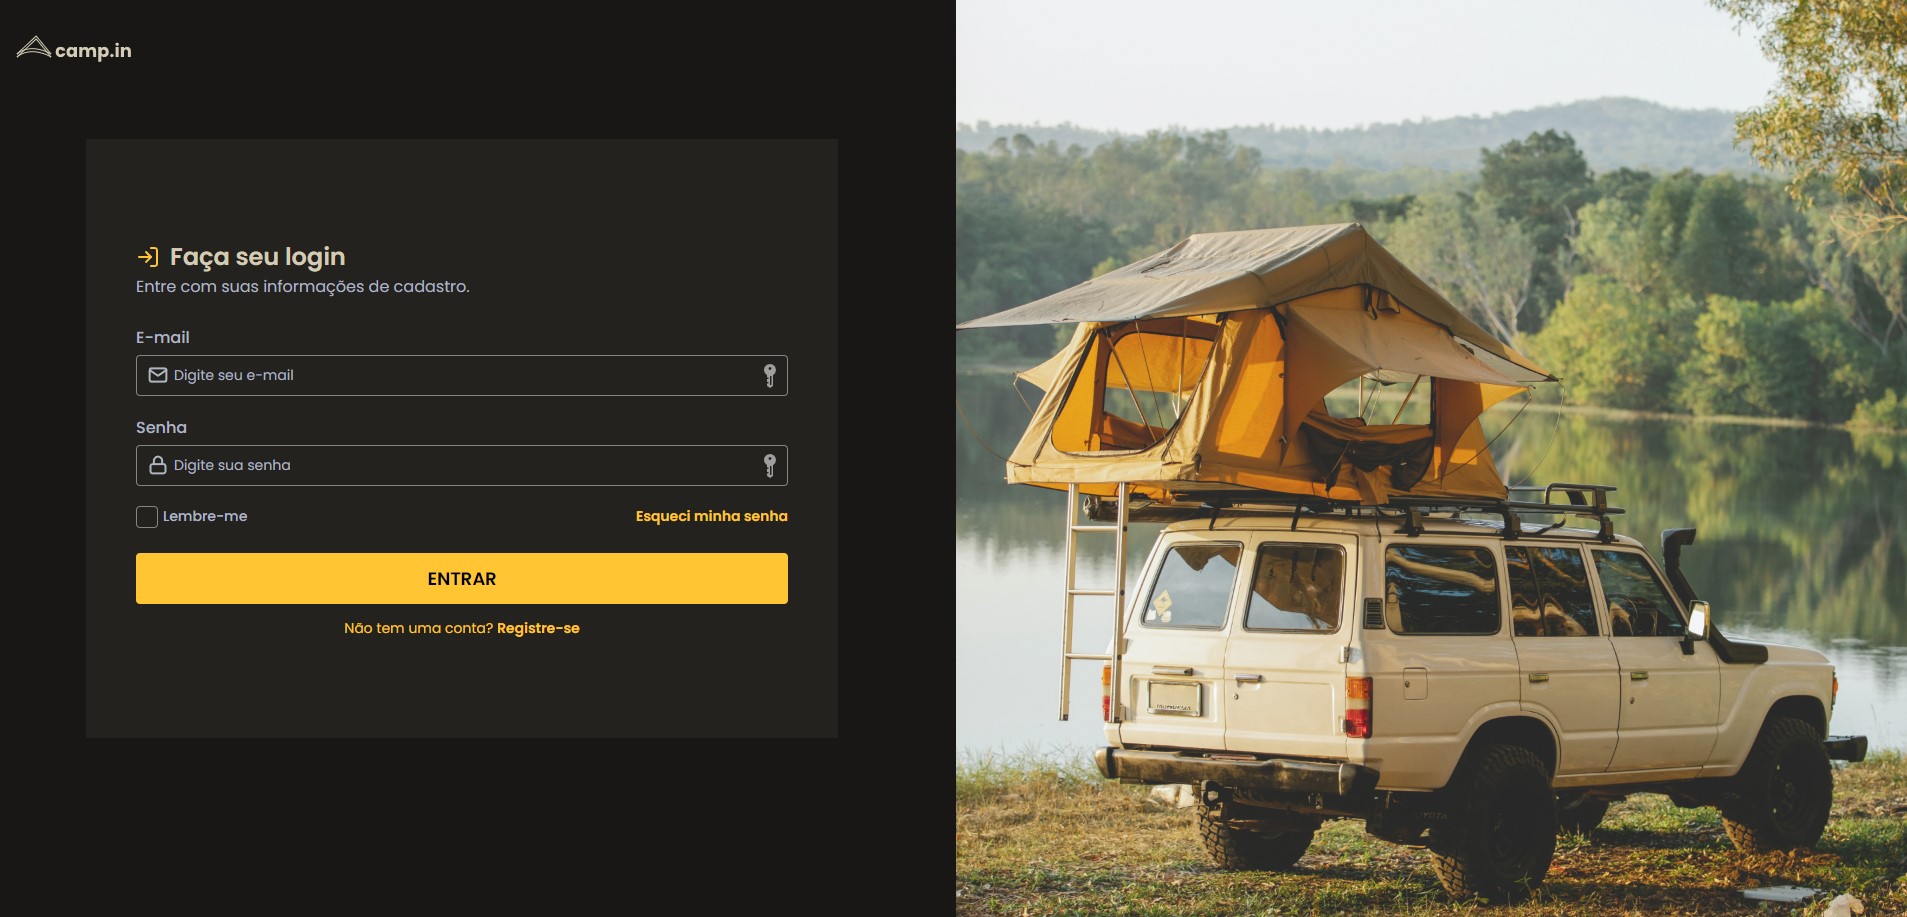 camp.in
Faça seu login
Entre com suas informações de cadastro.
E-mail
Digite seu e-mail
Senha
Digite sua senha
Lembre-me
Esqueci minha senha
ENTRAR
Não tem uma conta? Registre-se